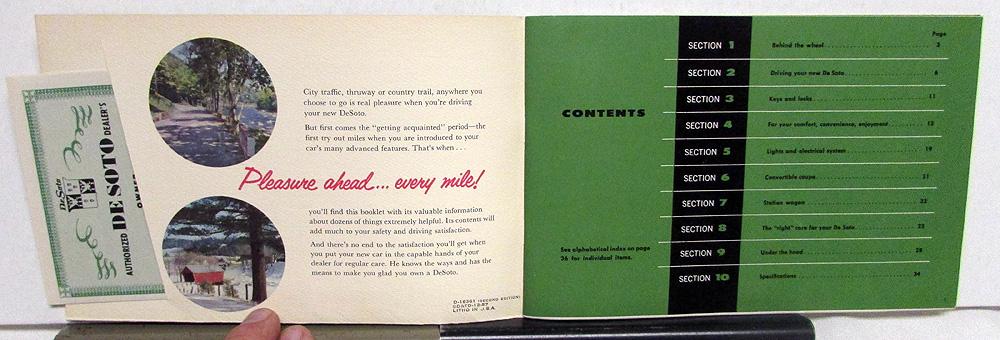 De Soto
AUTHORIZED
DE SOTO
DEALER'S
City traffic, thruway or country trail, anywhere you
choose to go is real pleasure when you're driving
your new DeSoto.
But first comes the "getting acquainted" period—the
first try out miles when you are introduced to your
car's many advanced features. That's when . . .
Pleasure ahead... every mile!
you'll find this booklet with its valuable information
about dozens of things extremely helpful. Its contents will
add much to your safety and driving satisfaction.
And there's no end to the satisfaction you'll get when
you put your new car in the capable hands of your
dealer for regular care. He knows the ways and has the
means to make you glad you own a DeSoto.
(SECOND EDITION)
LITHO IN U.S.A.
CONTENTS
See alphabetical index on page
36 for individual items.
Page
SECTION 1 Behind the wheel 3
SECTION 2 Driving your new De Soto 6
SECTION 3 Keys and locks 11
SECTION 4 For your comfort, convenience, enjoyment 12
SECTION 5 Lights and electrical system 19
SECTION 6 Convertible coupe 21
SECTION 7 Station wagon 22
SECTION 8 The "right" care for your De Soto 23
SECTION 9 Under the hood 28
SECTION 10 Specifications 34